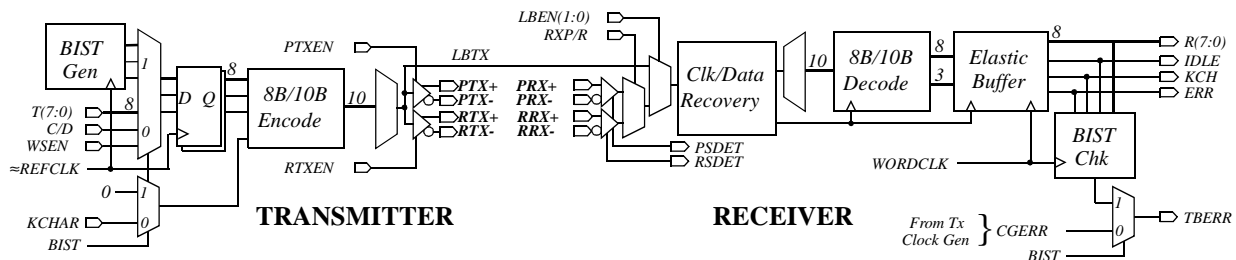 BIST
Gen
1
0
T(7:0)
8
C/D
WSEN
≈REFCLK
0
1
0
KCHAR
BIST
D Q
8
8B/10B
Encode
10
PTXEN
RTXEN
LBTX
PTX+
PTX-
RTX+
RTX-
TRANSMITTER
LBEN(1:0)
RXP/R
PRX+
PRX-
RRX+
RRX-
PSDET
RSDET
Clk/Data
Recovery
10
8B/10B
Decode
8
3
Elastic
Buffer
8
R(7:0)
IDLE
KCH
ERR
BIST
Chk
WORDCLK
RECEIVER
1
0
TBERR
From Tx
Clock Gen
} CGERR
BIST